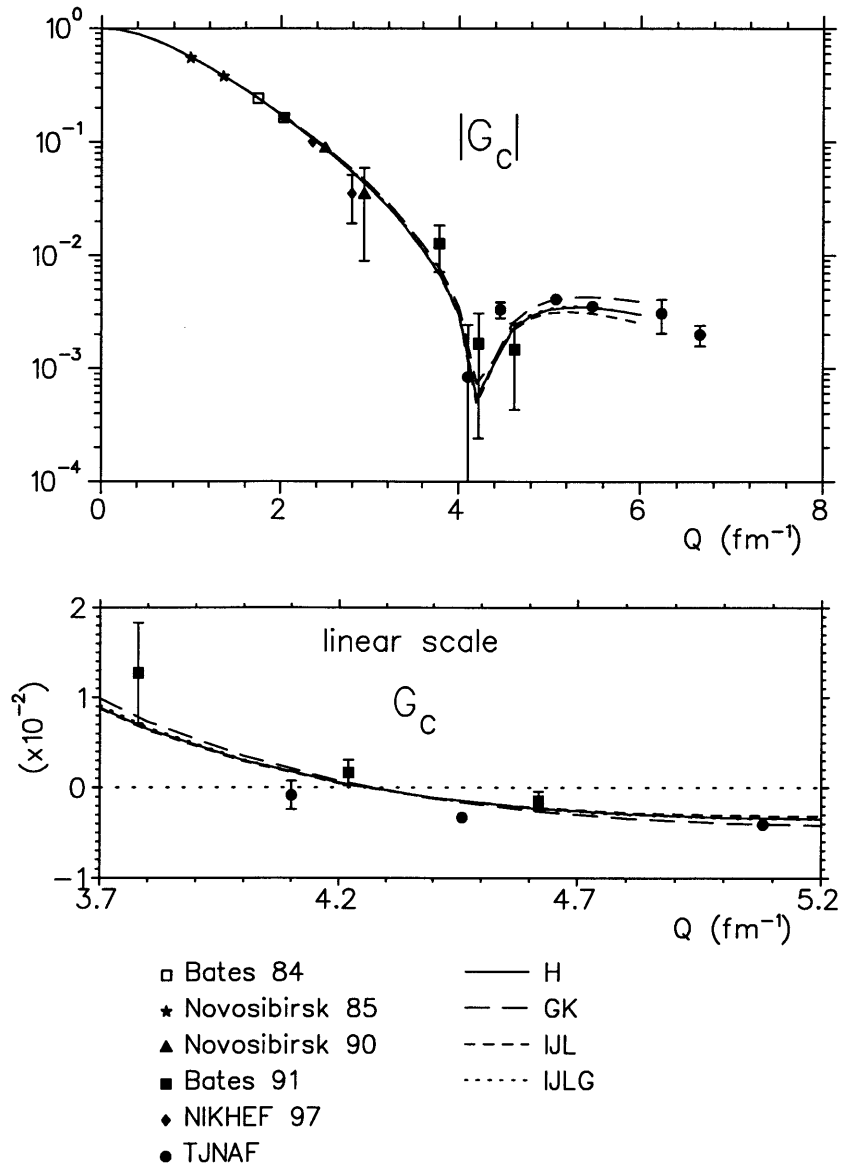 10⁰
10⁻¹
10⁻²
10⁻³
10⁻⁴
|G_C|
0 2 4 6 8
Q (fm⁻¹)
2
1
0
−1
(x10⁻²)
linear scale
G_C
3.7 4.2 4.7 5.2
Q (fm⁻¹)
Bates 84
Novosibirsk 85
Novosibirsk 90
Bates 91
NIKHEF 97
TJNAF
H
GK
IJL
IJLG